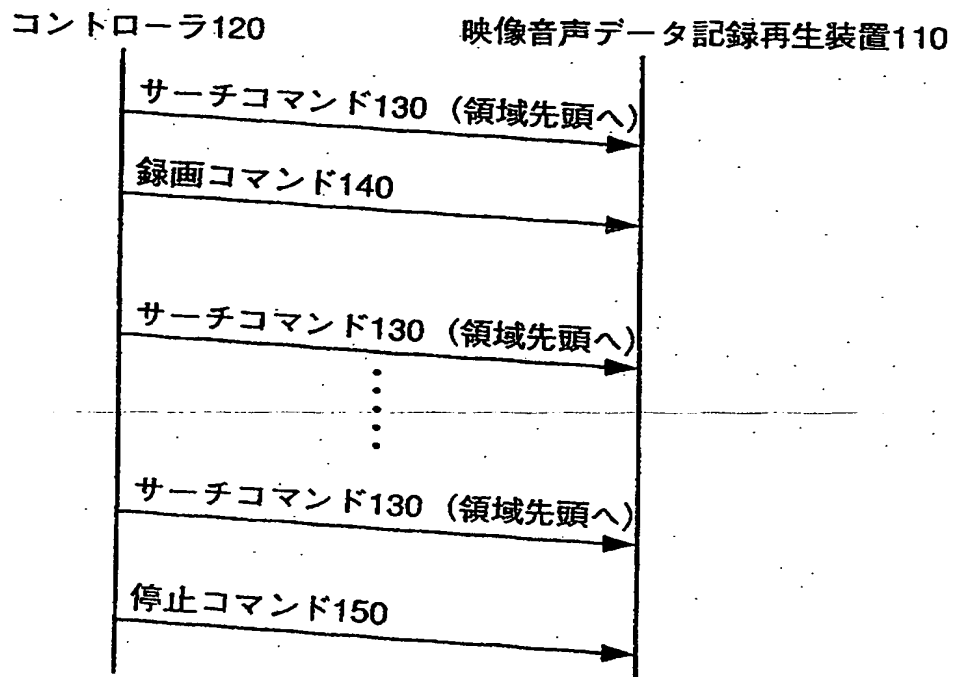 コントローラ120
映像音声データ記録再生装置110
サーチコマンド130 (領域先頭へ)
録画コマンド140
サーチコマンド130 (領域先頭へ)
サーチコマンド130 (領域先頭へ)
停止コマンド150